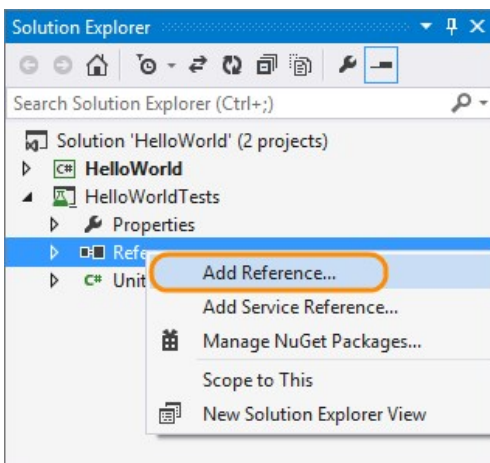 Solution Explorer
Search Solution Explorer (Ctrl+;)
Solution 'HelloWorld' (2 projects)
C# HelloWorld
HelloWorldTests
Properties
Refe
Add Reference...
C# Unit
Add Service Reference...
Manage NuGet Packages...
Scope to This
New Solution Explorer View